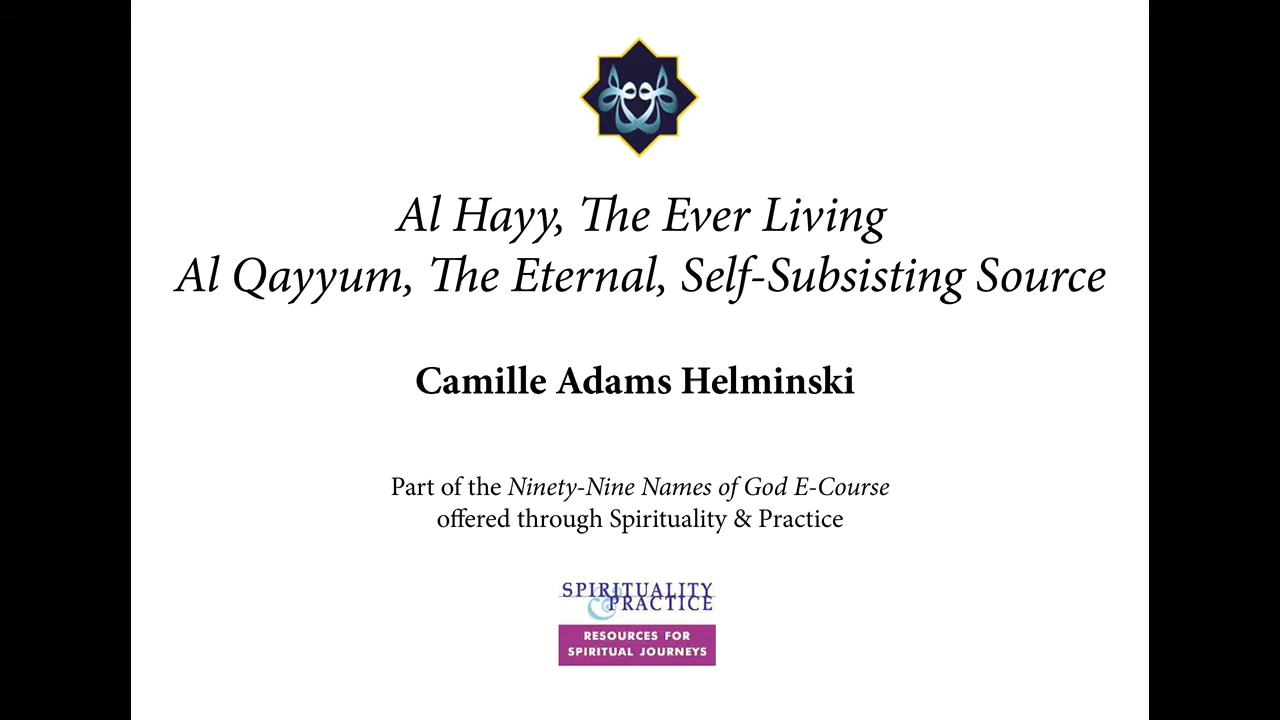 Al Hayy, The Ever Living
Al Qayyum, The Eternal, Self-Subsisting Source
Camille Adams Helminski
Part of the Ninety-Nine Names of God E-Course
offered through Spirituality & Practice
SPIRITUALITY
& PRACTICE
RESOURCES FOR
SPIRITUAL JOURNEYS